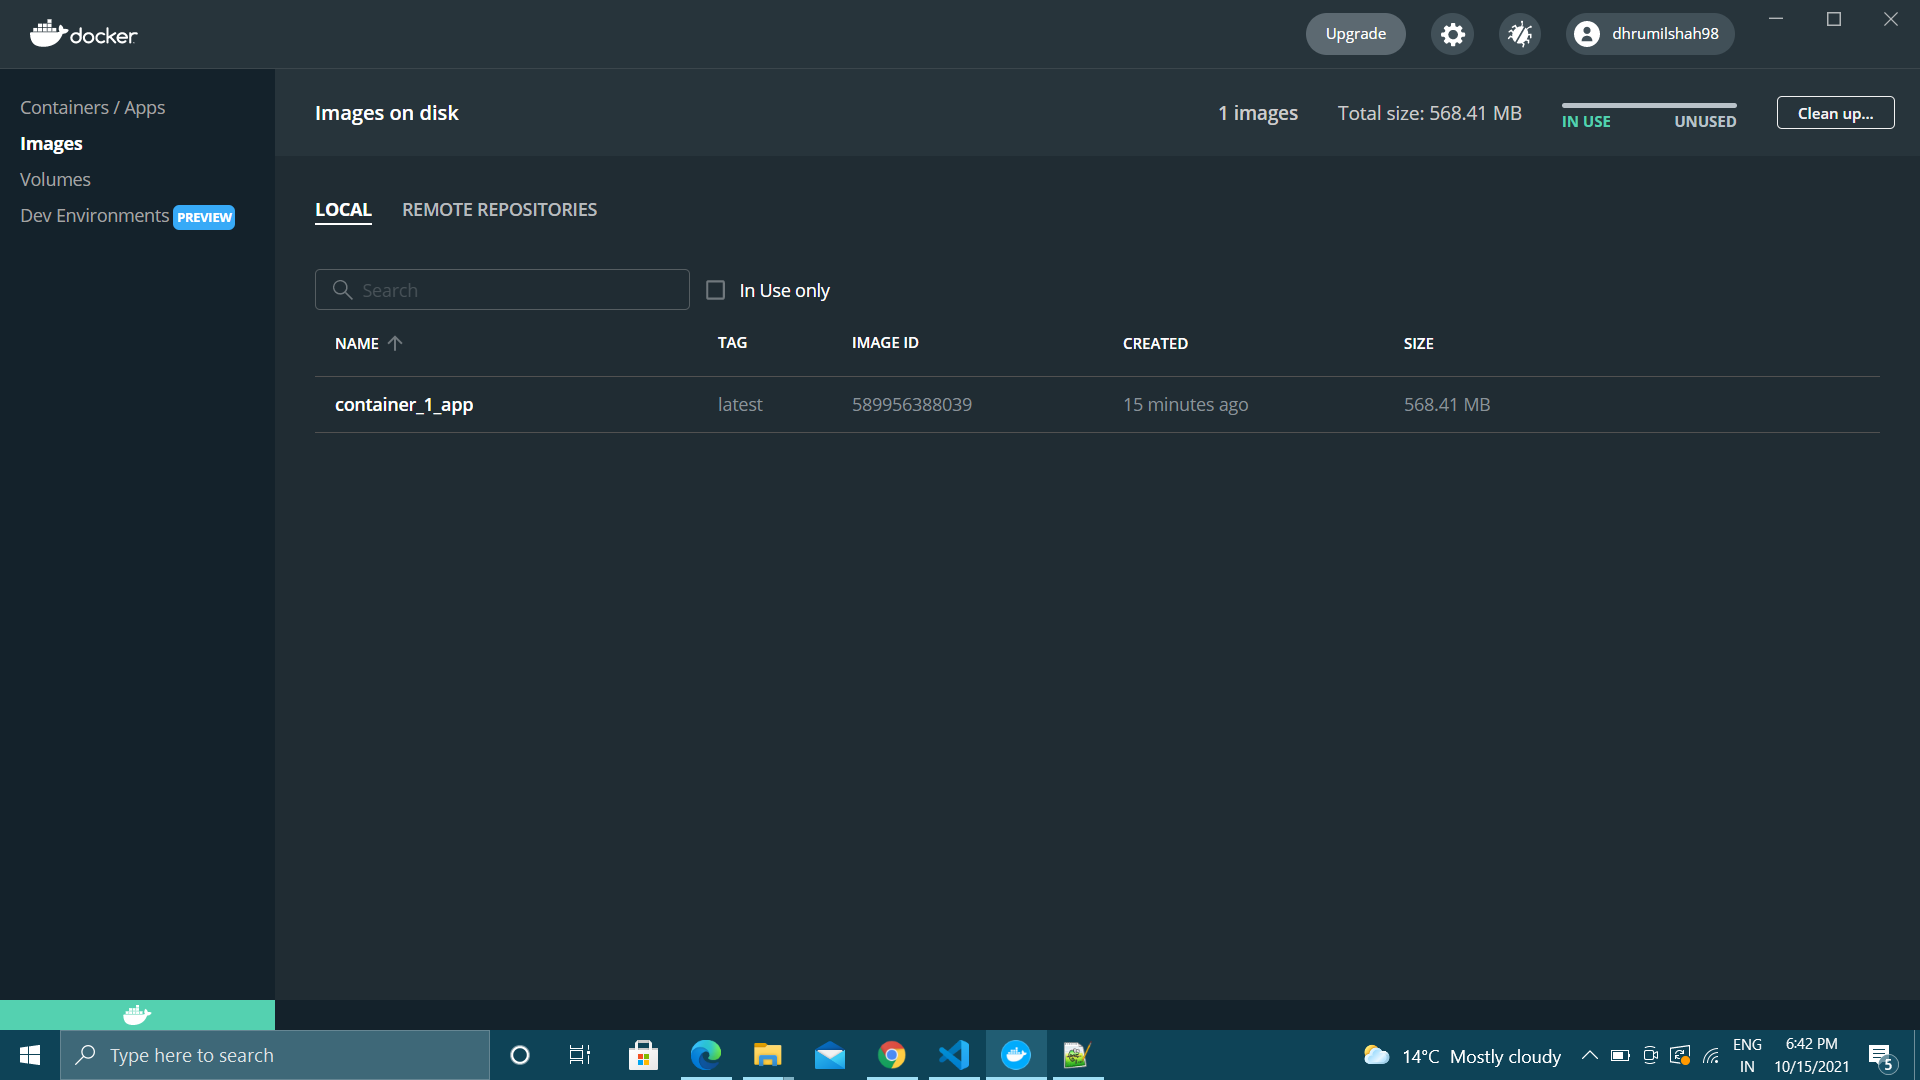 docker
Upgrade
dhrumilshah98
Containers / Apps
Images
Volumes
Dev Environments PREVIEW
Images on disk
1 images
Total size: 568.41 MB
IN USE
UNUSED
Clean up...
LOCAL
REMOTE REPOSITORIES
Search
In Use only
NAME
TAG
IMAGE ID
CREATED
SIZE
container_1_app
latest
589956388039
15 minutes ago
568.41 MB
Type here to search
14°C Mostly cloudy
ENG
IN
6:42 PM
10/15/2021
5